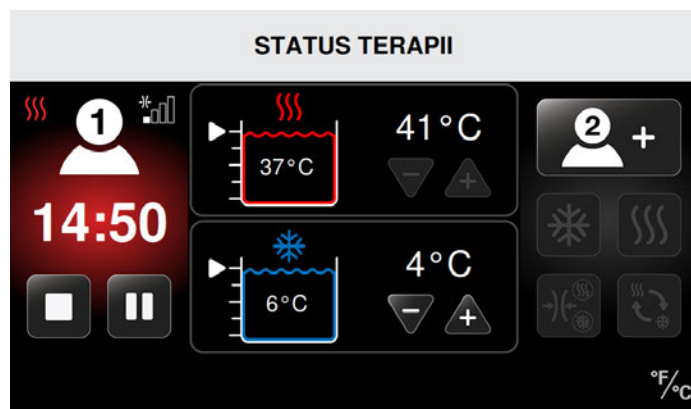 STATUS TERAPII
1
14:50
37°C
41°C
− +
6°C
4°C
− +
2 +
°F/°C